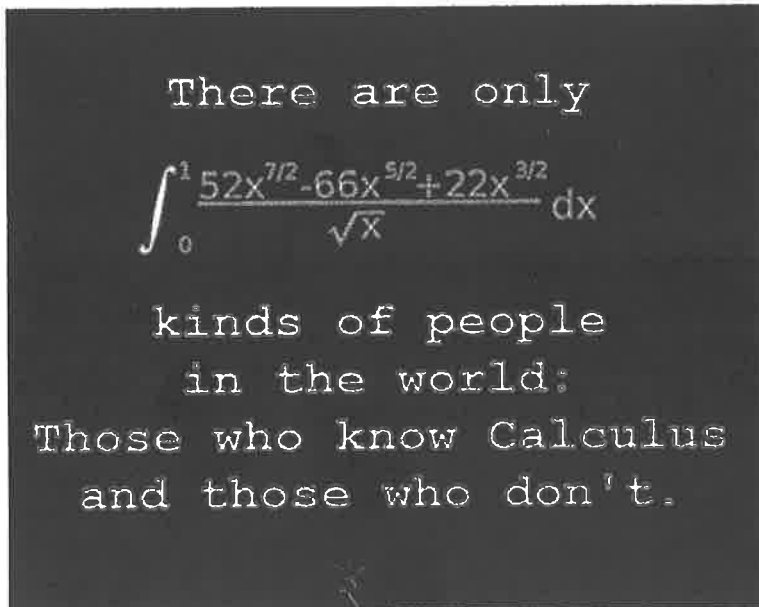 There are only
∫₀¹ (52x^{7/2}-66x^{5/2}+22x^{3/2})/√x dx
kinds of people
in the world:
Those who know Calculus
and those who don't.